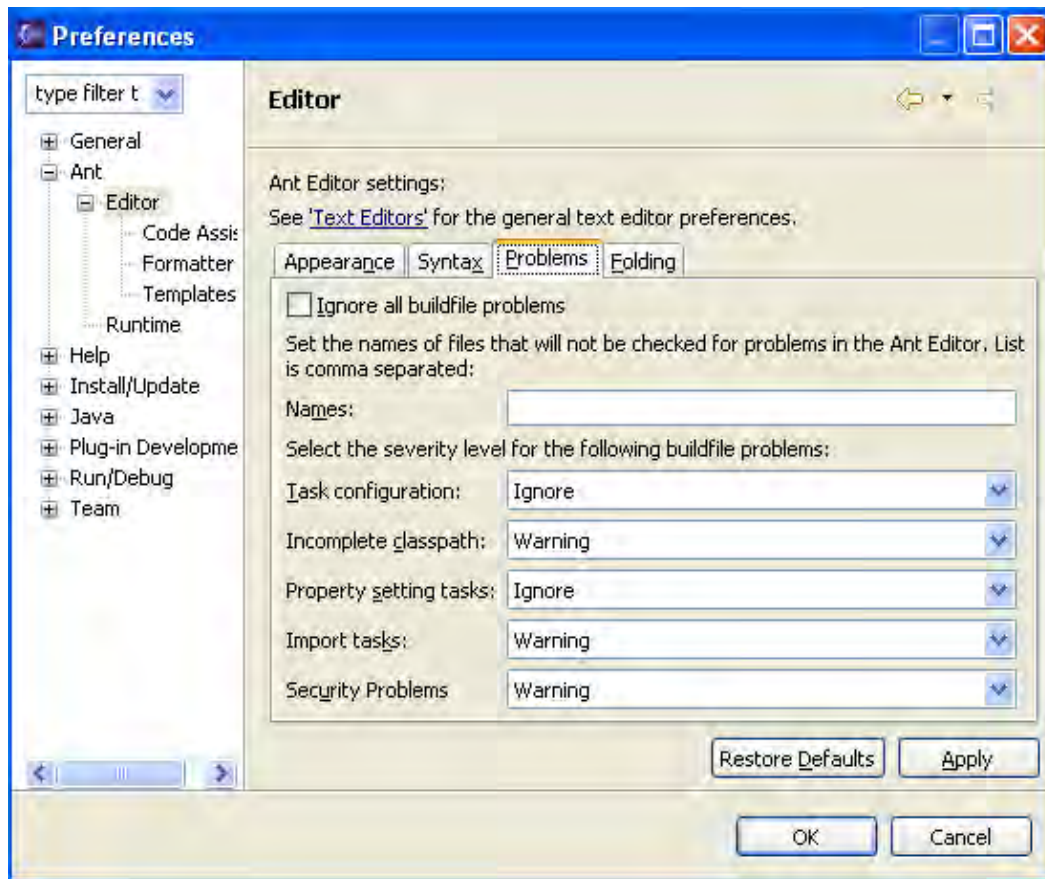 Preferences
type filter t
General
Ant
Editor
Code Assis
Formatter
Templates
Runtime
Help
Install/Update
Java
Plug-in Developme
Run/Debug
Team
Editor
Ant Editor settings:
See 'Text Editors' for the general text editor preferences.
Appearance Syntax Problems Folding
Ignore all buildfile problems
Set the names of files that will not be checked for problems in the Ant Editor. List
is comma separated:
Names:
Select the severity level for the following buildfile problems:
Task configuration: Ignore
Incomplete classpath: Warning
Property setting tasks: Ignore
Import tasks: Warning
Security Problems Warning
Restore Defaults Apply
OK Cancel